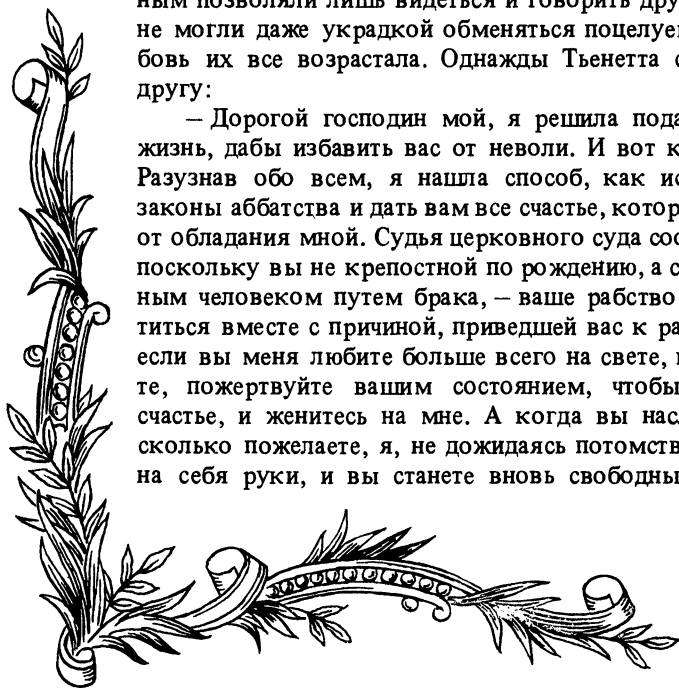 ным позволяли лишь видеться и говорить дру
не могли даже украдкой обменяться поцелуе
бовь их все возрастала. Однажды Тьенетта с
другу:
— Дорогой господин мой, я решила пода
жизнь, дабы избавить вас от неволи. И вот к
Разузнав обо всем, я нашла способ, как ис
законы аббатства и дать вам все счастье, котор
от обладания мной. Судья церковного суда соо
поскольку вы не крепостной по рождению, а с
ным человеком путем брака, — ваше рабство
титься вместе с причиной, приведшей вас к ра
если вы меня любите больше всего на свете,
те, пожертвуйте вашим состоянием, чтобы
счастье, и женитесь на мне. А когда вы нас
сколько пожелаете, я, не дожидаясь потомств
на себя руки, и вы станете вновь свободны